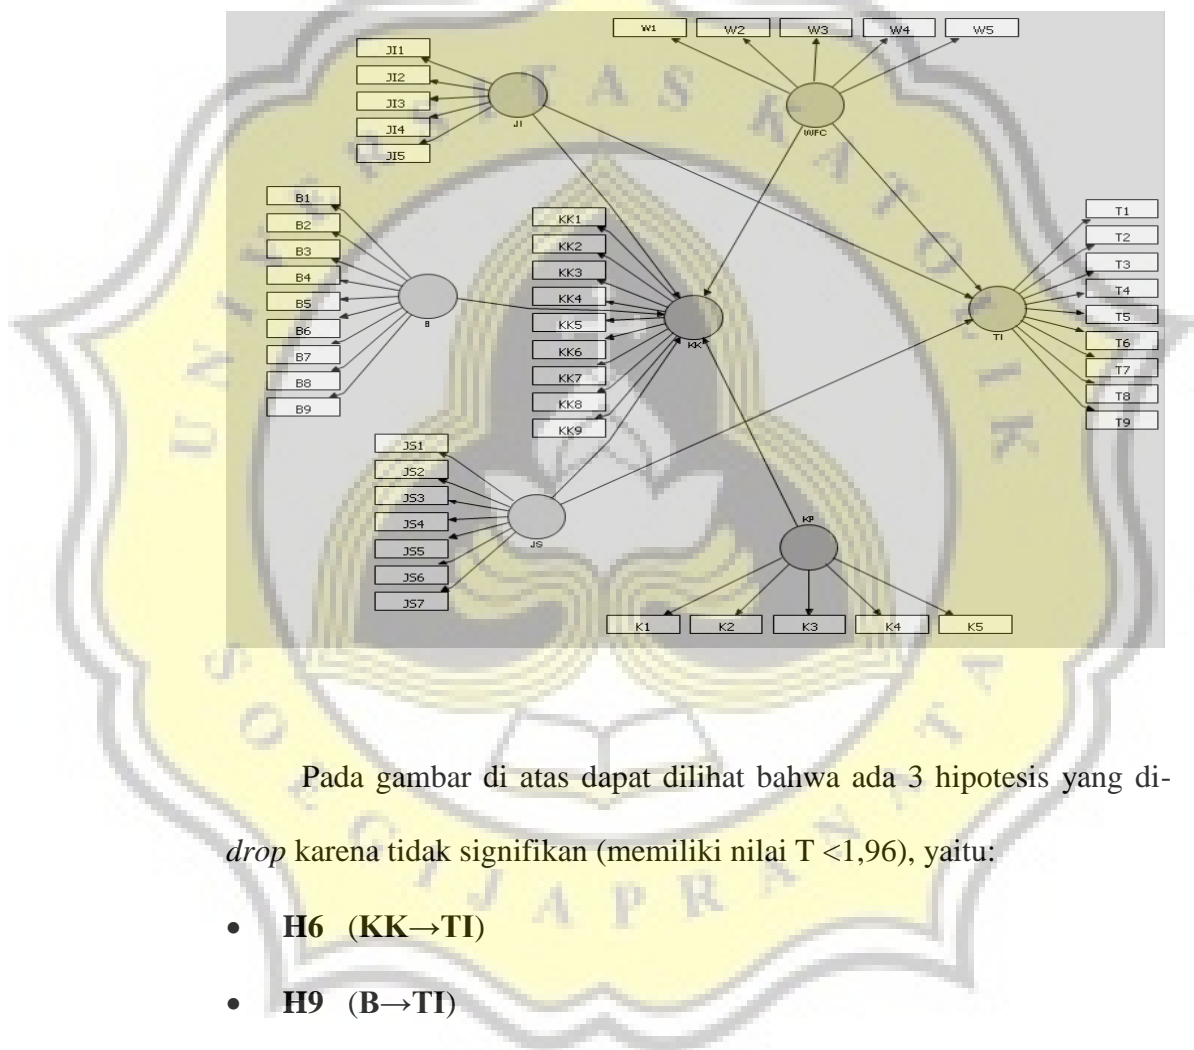 W1 W2 W3 W4 W5
JI1
JI2
JI3
JI4
JI5
JI
WFC
B1
B2
B3
B4
B5
B6
B7
B8
B9
B
KK1
KK2
KK3
KK4
KK5
KK6
KK7
KK8
KK9
KK
T1
T2
T3
T4
T5
T6
T7
T8
T9
TI
JS1
JS2
JS3
JS4
JS5
JS6
JS7
JS
KP
K1 K2 K3 K4 K5
UNIVERSITAS KATOLIK
SOEGIJAPRANATA
Pada gambar di atas dapat dilihat bahwa ada 3 hipotesis yang di-
drop karena tidak signifikan (memiliki nilai T <1,96), yaitu:
• H6 (KK→TI)
• H9 (B→TI)